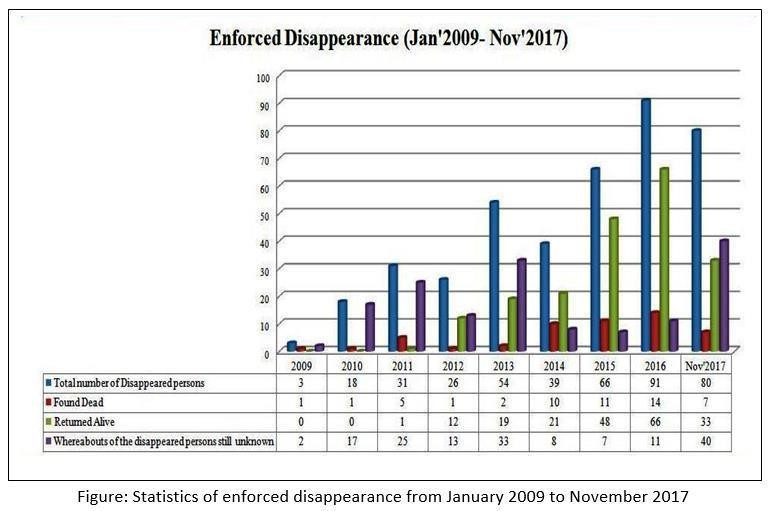 Enforced Disappearance (Jan'2009- Nov'2017)
100
90
80
70
60
50
40
30
20
10
0
2009 2010 2011 2012 2013 2014 2015 2016 Nov'2017
Total number of Disappeared persons 3 18 31 26 54 39 66 91 80
Found Dead 1 1 5 1 2 10 11 14 7
Returned Alive 0 0 1 12 19 21 48 66 33
Whereabouts of the disappeared persons still unknown 2 17 25 13 33 8 7 11 40
Figure: Statistics of enforced disappearance from January 2009 to November 2017